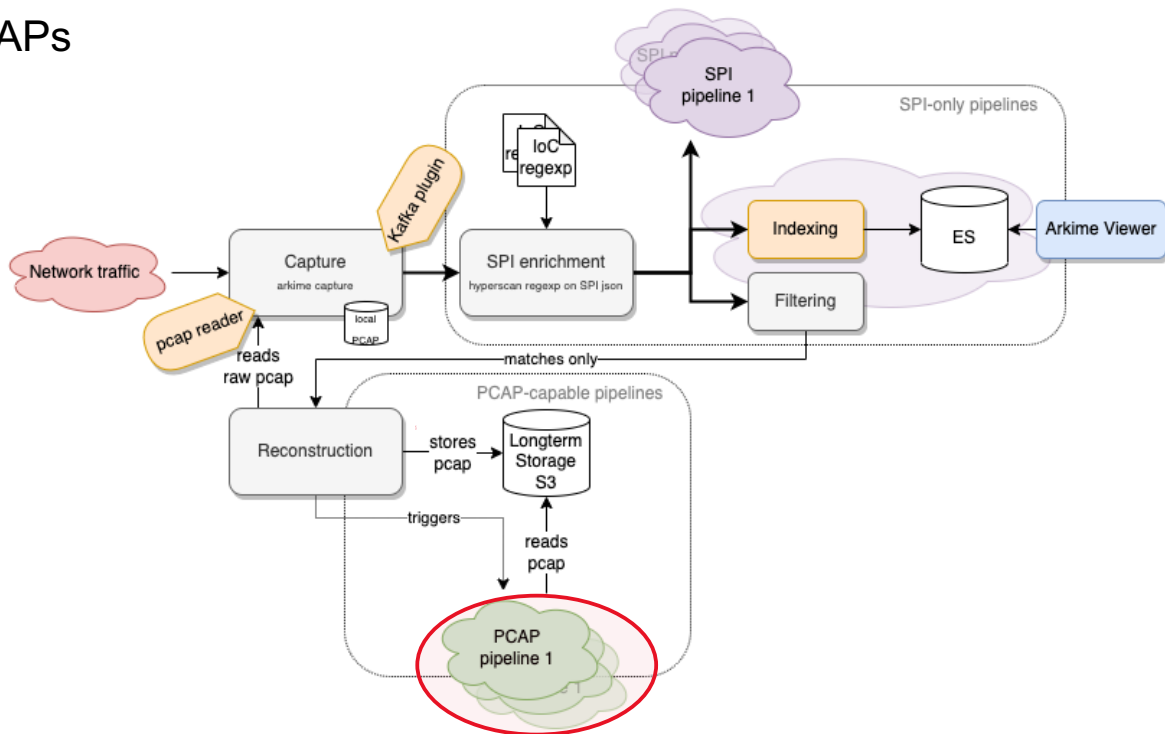 APs
SPI
pipeline 1
SPI-only pipelines
IoC
regexp
Kafka plugin
Network traffic
Capture
arkime capture
local
PCAP
pcap reader
SPI enrichment
hyperscan regexp on SPI json
Indexing
ES
Arkime Viewer
Filtering
matches only
reads
raw pcap
PCAP-capable pipelines
Reconstruction
stores
pcap
Longterm
Storage
S3
triggers
reads
pcap
PCAP
pipeline 1